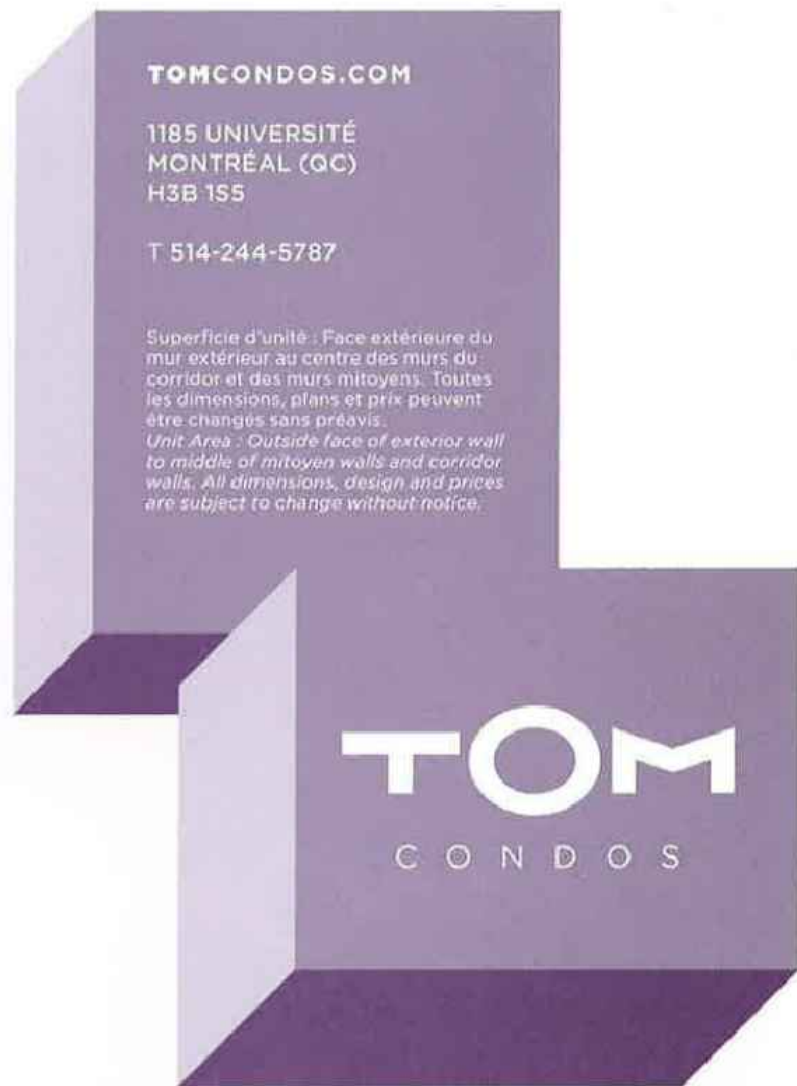 TOMCONDOS.COM
1185 UNIVERSITÉ
MONTRÉAL (QC)
H3B 1S5
T 514-244-5787
Superficie d'unité : Face extérieure du
mur extérieur au centre des murs du
corridor et des murs mitoyens. Toutes
les dimensions, plans et prix peuvent
être changés sans préavis.
Unit Area : Outside face of exterior wall
to middle of mitoyen walls and corridor
walls. All dimensions, design and prices
are subject to change without notice.
TOM
CONDOS